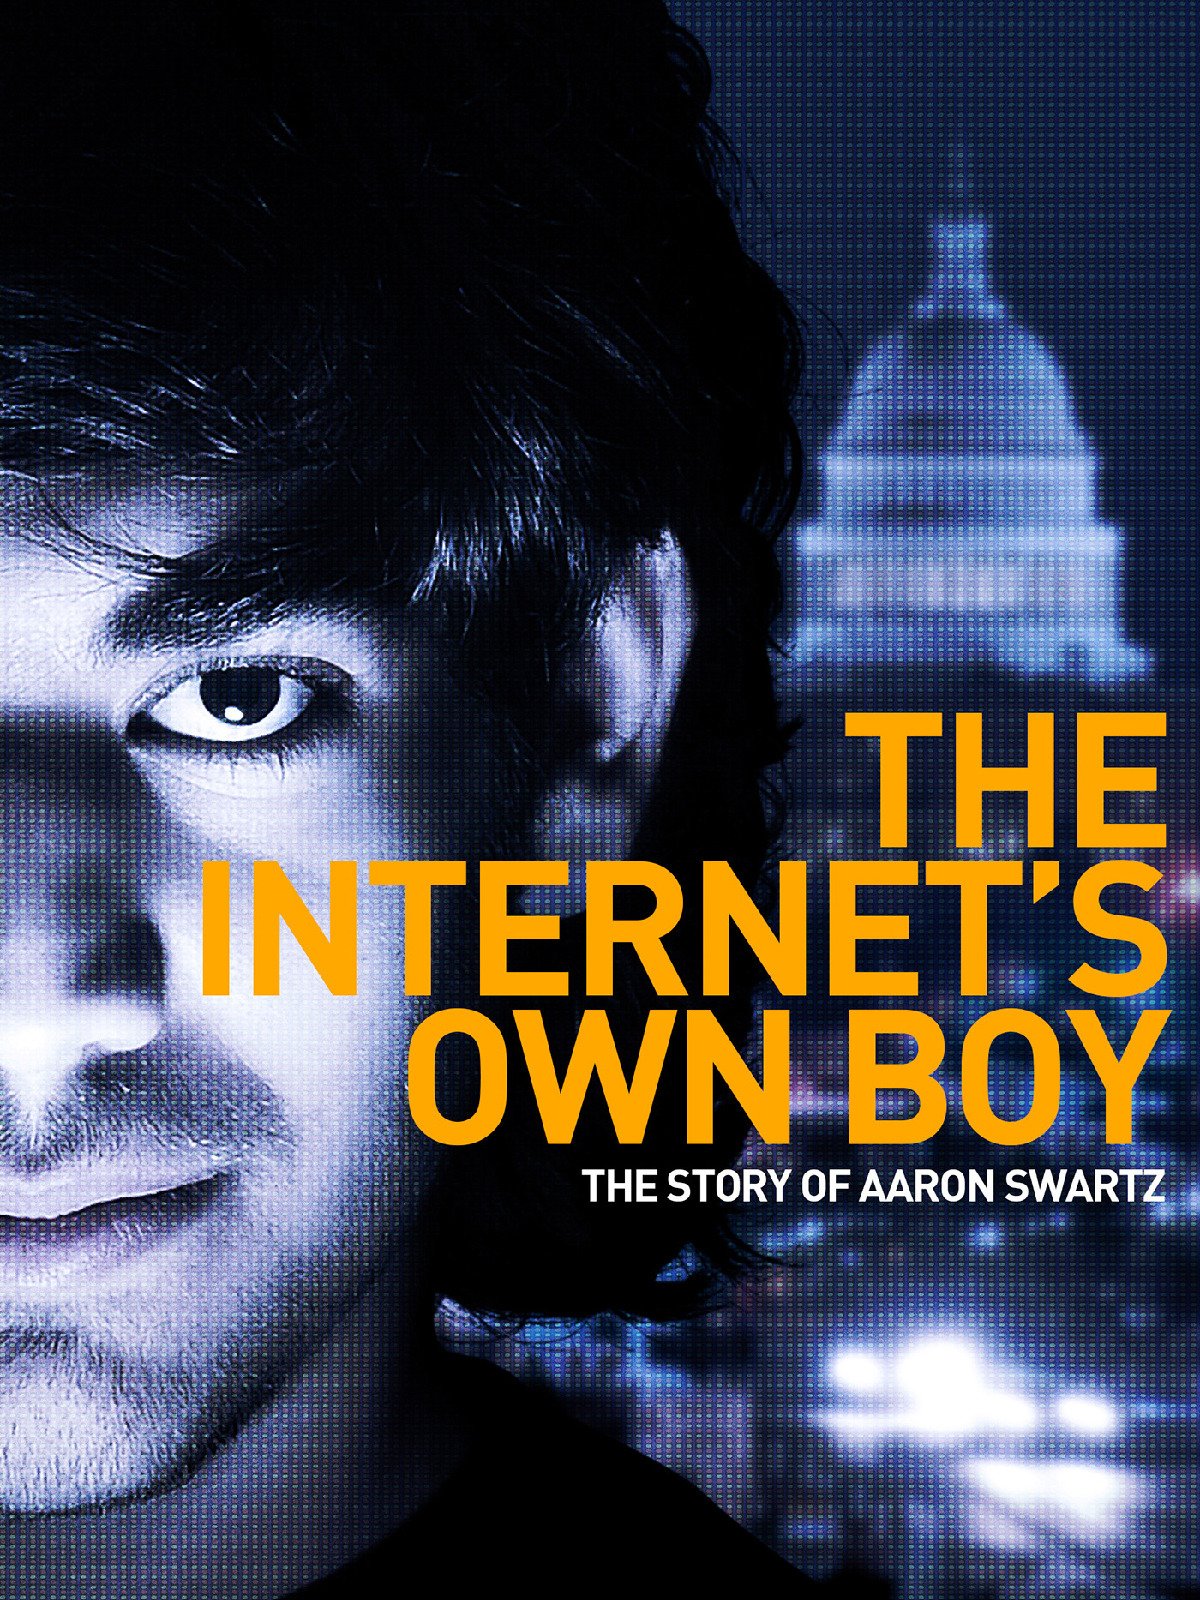 THE
INTERNET'S
OWN BOY
THE STORY OF AARON SWARTZ